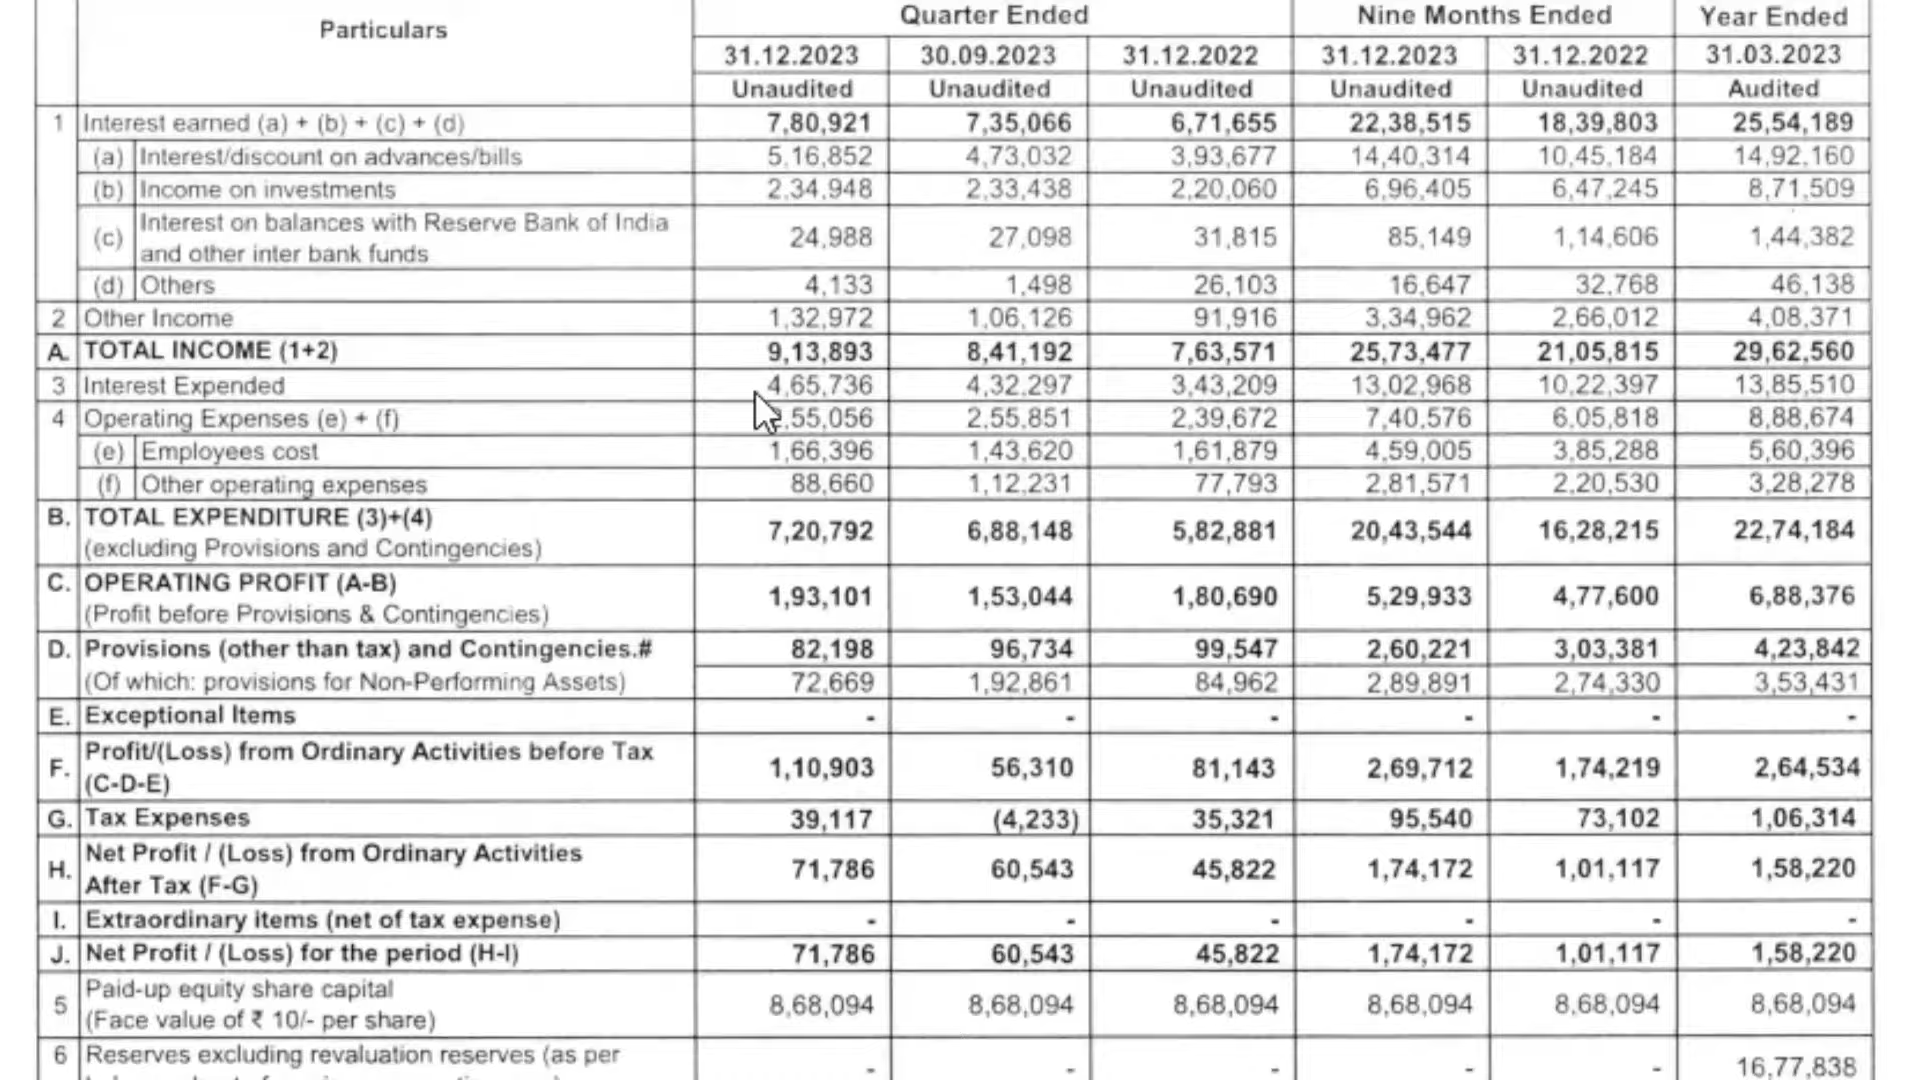 Particulars Quarter Ended Nine Months Ended Year Ended
31.12.2023 30.09.2023 31.12.2022 31.12.2023 31.12.2022 31.03.2023
Unaudited Unaudited Unaudited Unaudited Unaudited Audited
1 Interest earned (a) + (b) + (c) + (d) 7,80,921 7,35,066 6,71,655 22,38,515 18,39,803 25,54,189
(a) Interest/discount on advances/bills 5,16,852 4,73,032 3,93,677 14,40,314 10,45,184 14,92,160
(b) Income on investments 2,34,948 2,33,438 2,20,060 6,96,405 6,47,245 8,71,509
(c) Interest on balances with Reserve Bank of India
and other inter bank funds 24,988 27,098 31,815 85,149 1,14,606 1,44,382
(d) Others 4,133 1,498 26,103 16,647 32,768 46,138
2 Other Income 1,32,972 1,06,126 91,916 3,34,962 2,66,012 4,08,371
A. TOTAL INCOME (1+2) 9,13,893 8,41,192 7,63,571 25,73,477 21,05,815 29,62,560
3 Interest Expended 4,65,736 4,32,297 3,43,209 13,02,968 10,22,397 13,85,510
4 Operating Expenses (e) + (f) ,55,056 2,55,851 2,39,672 7,40,576 6,05,818 8,88,674
(e) Employees cost 1,66,396 1,43,620 1,61,879 4,59,005 3,85,288 5,60,396
(f) Other operating expenses 88,660 1,12,231 77,793 2,81,571 2,20,530 3,28,278
B. TOTAL EXPENDITURE (3)+(4)
(excluding Provisions and Contingencies) 7,20,792 6,88,148 5,82,881 20,43,544 16,28,215 22,74,184
C. OPERATING PROFIT (A-B)
(Profit before Provisions & Contingencies) 1,93,101 1,53,044 1,80,690 5,29,933 4,77,600 6,88,376
D. Provisions (other than tax) and Contingencies.# 82,198 96,734 99,547 2,60,221 3,03,381 4,23,842
(Of which: provisions for Non-Performing Assets) 72,669 1,92,861 84,962 2,89,891 2,74,330 3,53,431
E. Exceptional Items - - - - - -
F. Profit/(Loss) from Ordinary Activities before Tax
(C-D-E) 1,10,903 56,310 81,143 2,69,712 1,74,219 2,64,534
G. Tax Expenses 39,117 (4,233) 35,321 95,540 73,102 1,06,314
H. Net Profit / (Loss) from Ordinary Activities
After Tax (F-G) 71,786 60,543 45,822 1,74,172 1,01,117 1,58,220
I. Extraordinary items (net of tax expense) - - - - - -
J. Net Profit / (Loss) for the period (H-I) 71,786 60,543 45,822 1,74,172 1,01,117 1,58,220
5 Paid-up equity share capital
(Face value of ₹ 10/- per share) 8,68,094 8,68,094 8,68,094 8,68,094 8,68,094 8,68,094
6 Reserves excluding revaluation reserves (as per
- - - - - 16,77,838